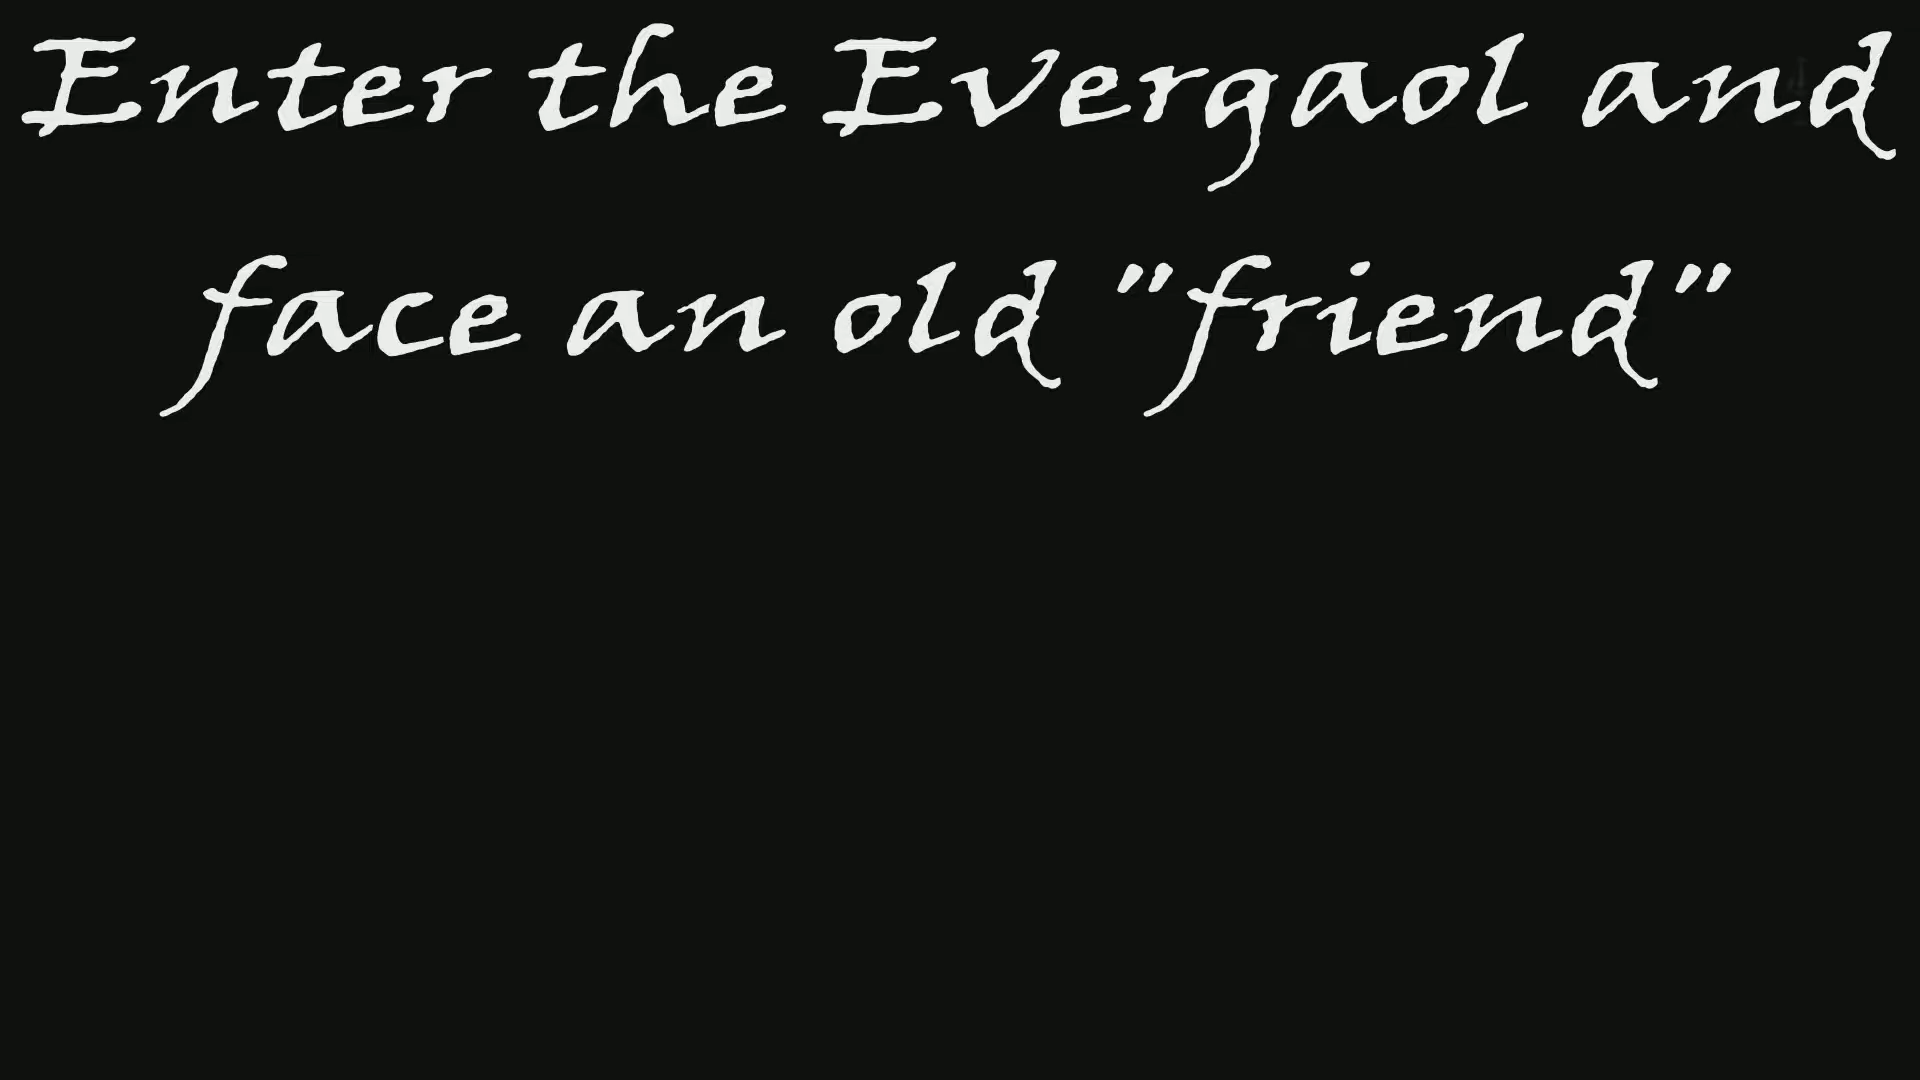 Enter the Evergaol and
face an old "friend"